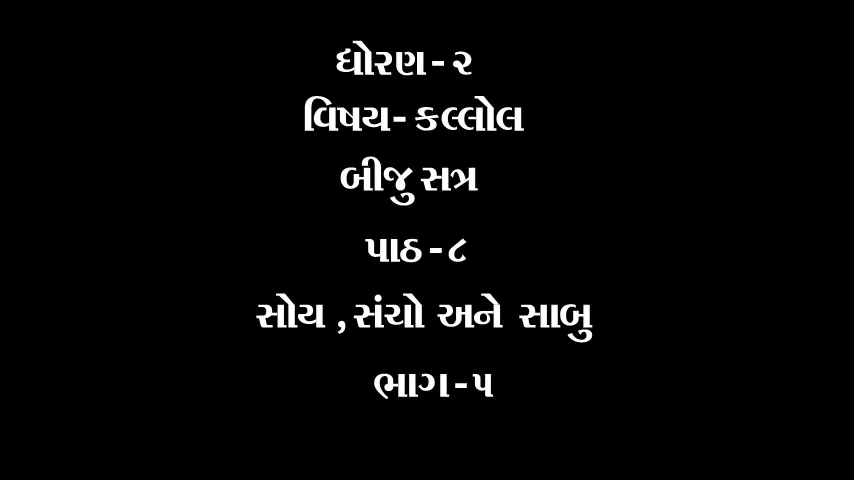 ધોરણ - ૨
વિષય - કલ્લોલ
બીજુ સત્ર
પાઠ - ૮
સોય , સંચો અને સાબુ
ભાગ - ૫